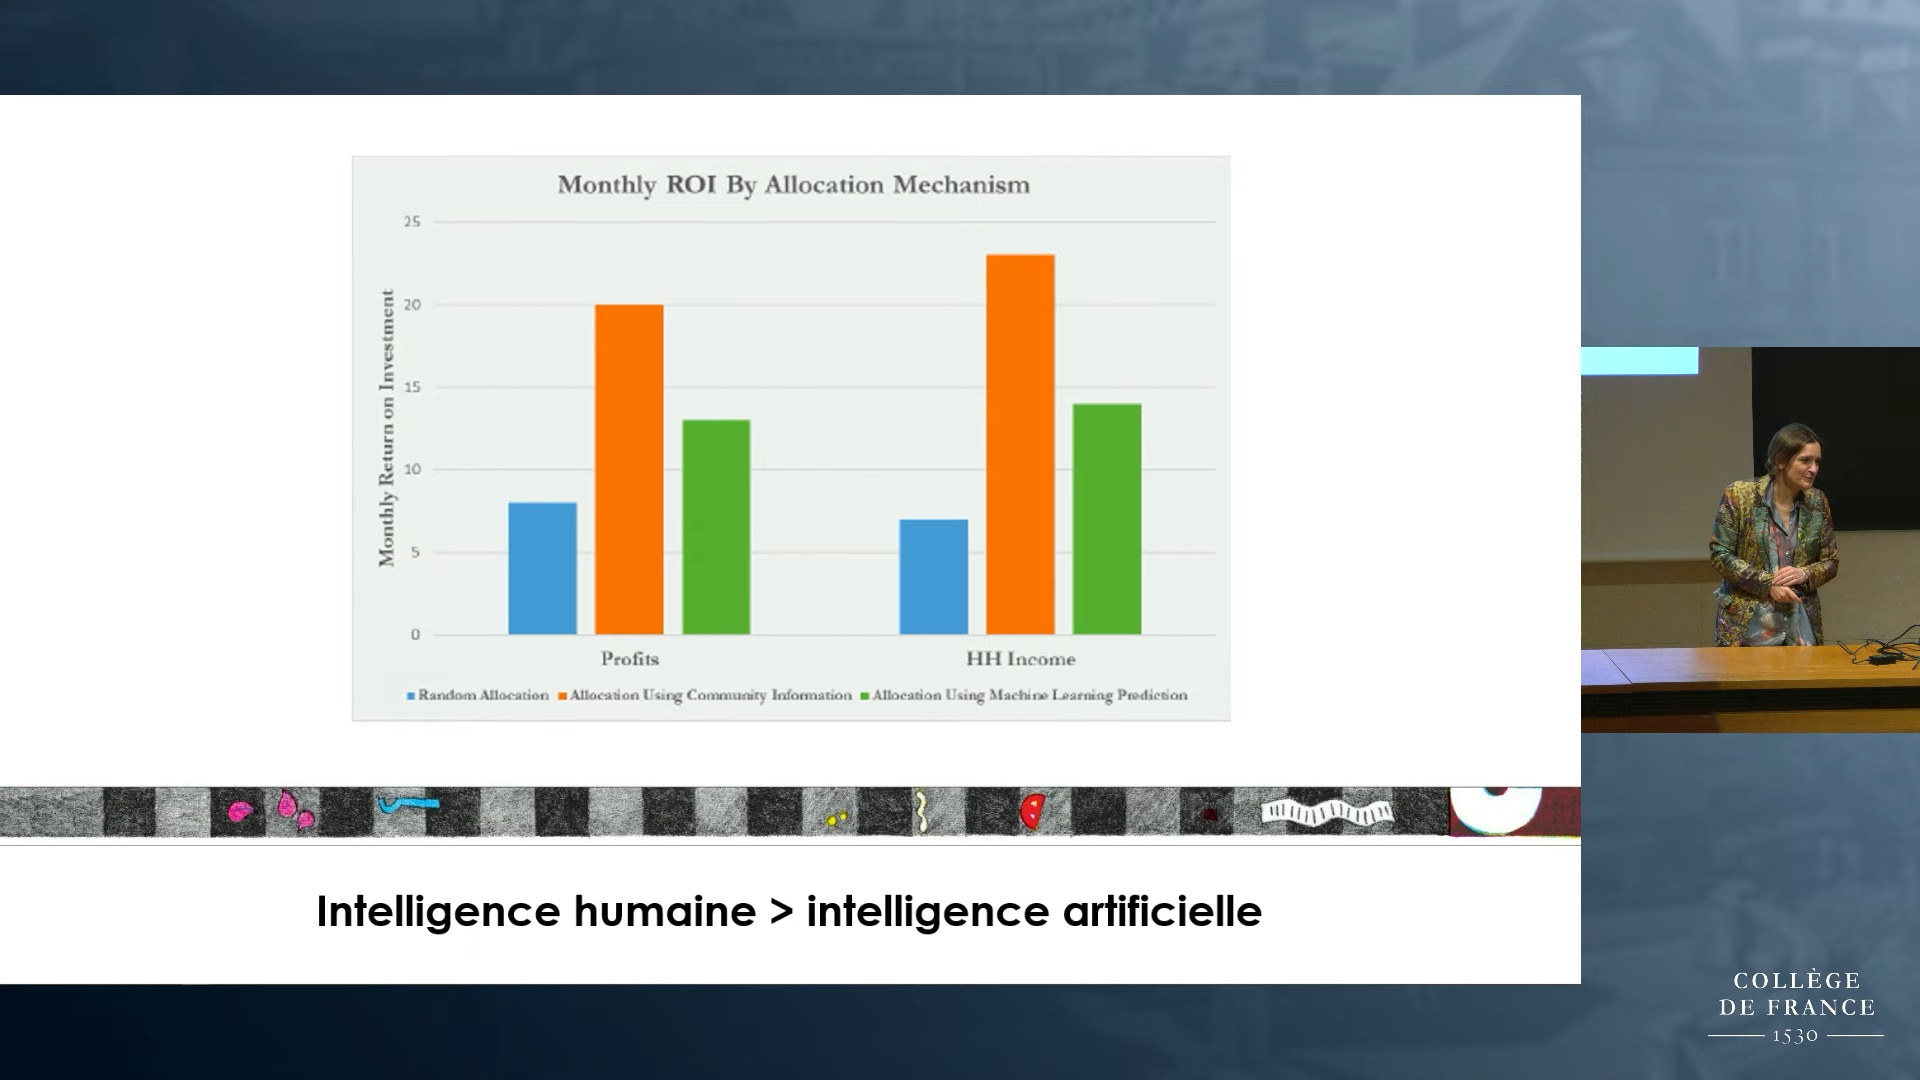 Monthly ROI By Allocation Mechanism
Monthly Return on Investment
25
20
15
10
5
0
Profits
HH Income
Random Allocation
Allocation Using Community Information
Allocation Using Machine Learning Prediction
Intelligence humaine > intelligence artificielle
COLLÈGE
DE FRANCE
1530